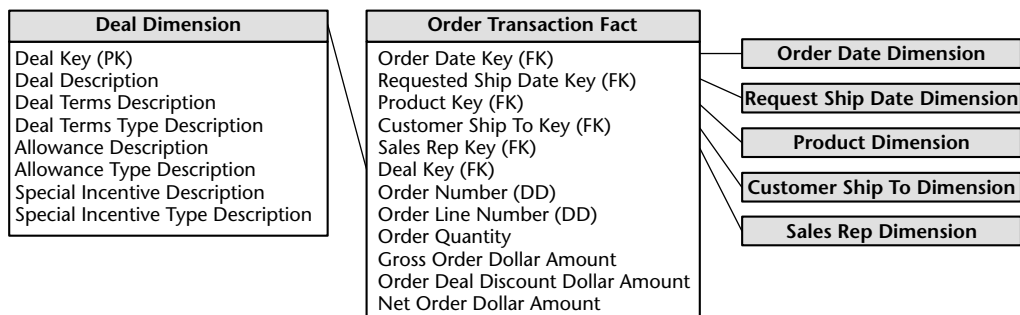 Deal Dimension
Deal Key (PK)
Deal Description
Deal Terms Description
Deal Terms Type Description
Allowance Description
Allowance Type Description
Special Incentive Description
Special Incentive Type Description
Order Transaction Fact
Order Date Key (FK)
Requested Ship Date Key (FK)
Product Key (FK)
Customer Ship To Key (FK)
Sales Rep Key (FK)
Deal Key (FK)
Order Number (DD)
Order Line Number (DD)
Order Quantity
Gross Order Dollar Amount
Order Deal Discount Dollar Amount
Net Order Dollar Amount
Order Date Dimension
Request Ship Date Dimension
Product Dimension
Customer Ship To Dimension
Sales Rep Dimension